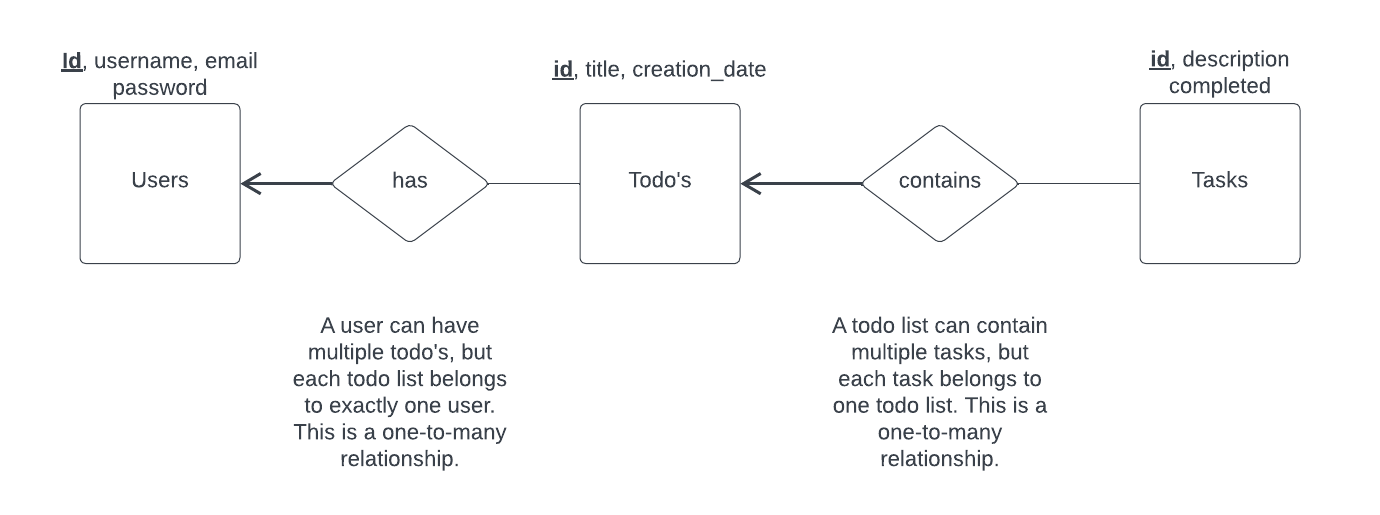 Id, username, email
password
id, title, creation_date
id, description
completed
Users
has
Todo's
contains
Tasks
A user can have
multiple todo's, but
each todo list belongs
to exactly one user.
This is a one-to-many
relationship.
A todo list can contain
multiple tasks, but
each task belongs to
one todo list. This is a
one-to-many
relationship.